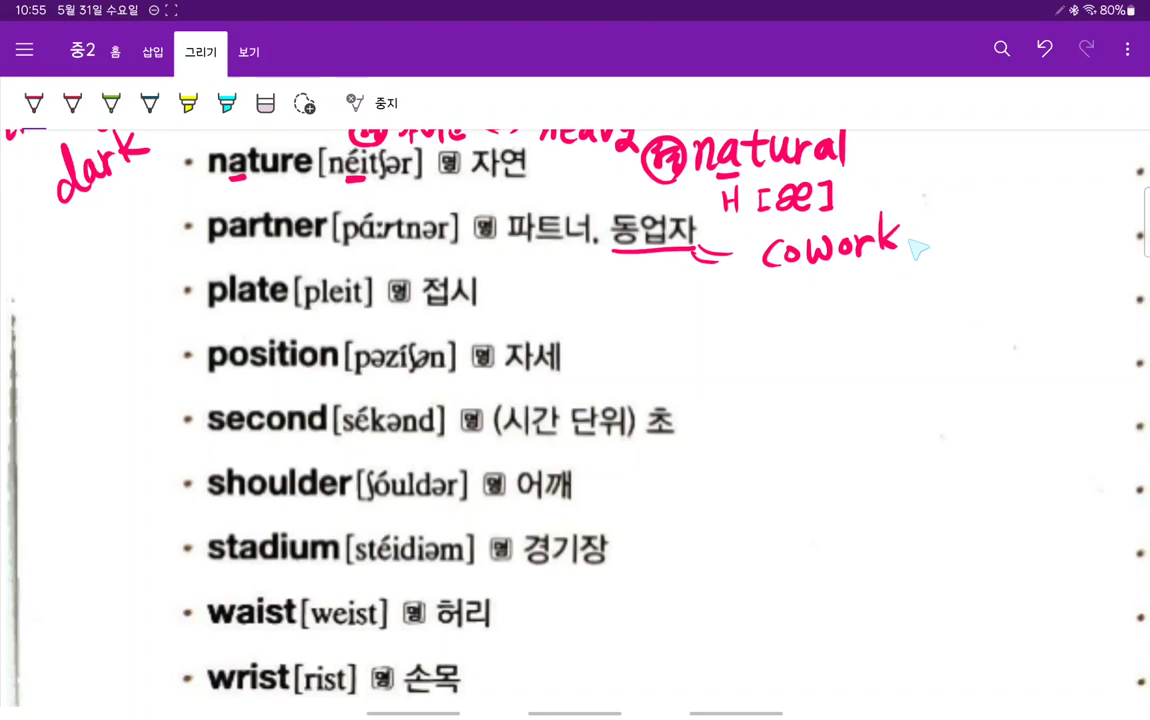 10:55 5월 31일 수요일 80%
중2 홈 삽입 그리기 보기
중지
heavy
dark
natural
nature [néitʃər] 명 자연
ㅐ [æ]
partner [pɑ́ːrtnər] 명 파트너, 동업자
cowork
plate [pleit] 명 접시
position [pəzíʃən] 명 자세
second [sékənd] 명 (시간 단위) 초
shoulder [ʃóuldər] 명 어깨
stadium [stéidiəm] 명 경기장
waist [weist] 명 허리
wrist [rist] 명 손목